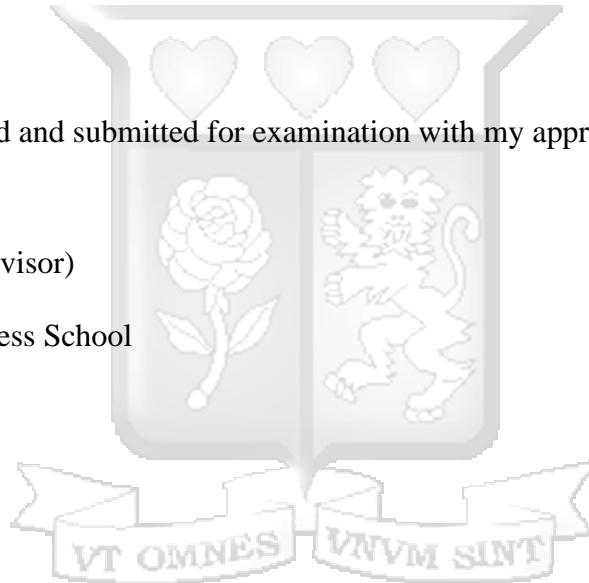 d and submitted for examination with my appr
visor)
ess School
VT OMNES VNVM SINT